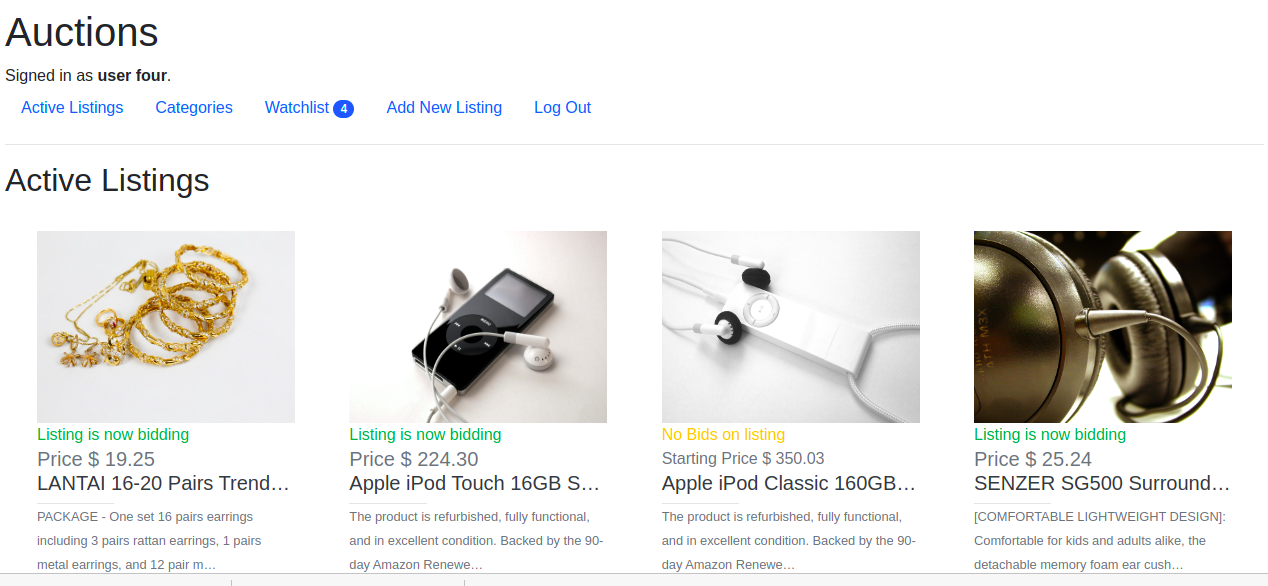 Auctions
Signed in as user four.
Active Listings Categories Watchlist 4 Add New Listing Log Out
Active Listings
MENU
ATH M3X
Listing is now bidding
Price $ 19.25
LANTAI 16-20 Pairs Trend…
PACKAGE - One set 16 pairs earrings
including 3 pairs rattan earrings, 1 pairs
metal earrings, and 12 pair m…
Listing is now bidding
Price $ 224.30
Apple iPod Touch 16GB S…
The product is refurbished, fully functional,
and in excellent condition. Backed by the 90-
day Amazon Renewe…
No Bids on listing
Starting Price $ 350.03
Apple iPod Classic 160GB…
The product is refurbished, fully functional,
and in excellent condition. Backed by the 90-
day Amazon Renewe…
Listing is now bidding
Price $ 25.24
SENZER SG500 Surround…
[COMFORTABLE LIGHTWEIGHT DESIGN]:
Comfortable for kids and adults alike, the
detachable memory foam ear cush…